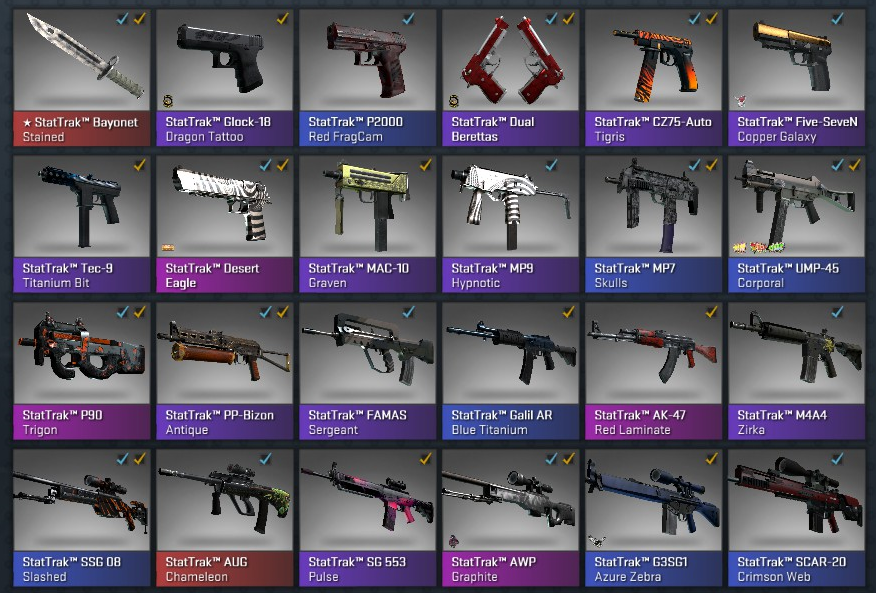 ★ StatTrak™ Bayonet
Stained
StatTrak™ Glock-18
Dragon Tattoo
StatTrak™ P2000
Red FragCam
StatTrak™ Dual
Berettas
StatTrak™ CZ75-Auto
Tigris
StatTrak™ Five-SeveN
Copper Galaxy
StatTrak™ Tec-9
Titanium Bit
StatTrak™ Desert
Eagle
StatTrak™ MAC-10
Graven
StatTrak™ MP9
Hypnotic
StatTrak™ MP7
Skulls
StatTrak™ UMP-45
Corporal
StatTrak™ P90
Trigon
StatTrak™ PP-Bizon
Antique
StatTrak™ FAMAS
Sergeant
StatTrak™ Galil AR
Blue Titanium
StatTrak™ AK-47
Red Laminate
StatTrak™ M4A4
Zirka
StatTrak™ SSG 08
Slashed
StatTrak™ AUG
Chameleon
StatTrak™ SG 553
Pulse
StatTrak™ AWP
Graphite
StatTrak™ G3SG1
Azure Zebra
StatTrak™ SCAR-20
Crimson Web